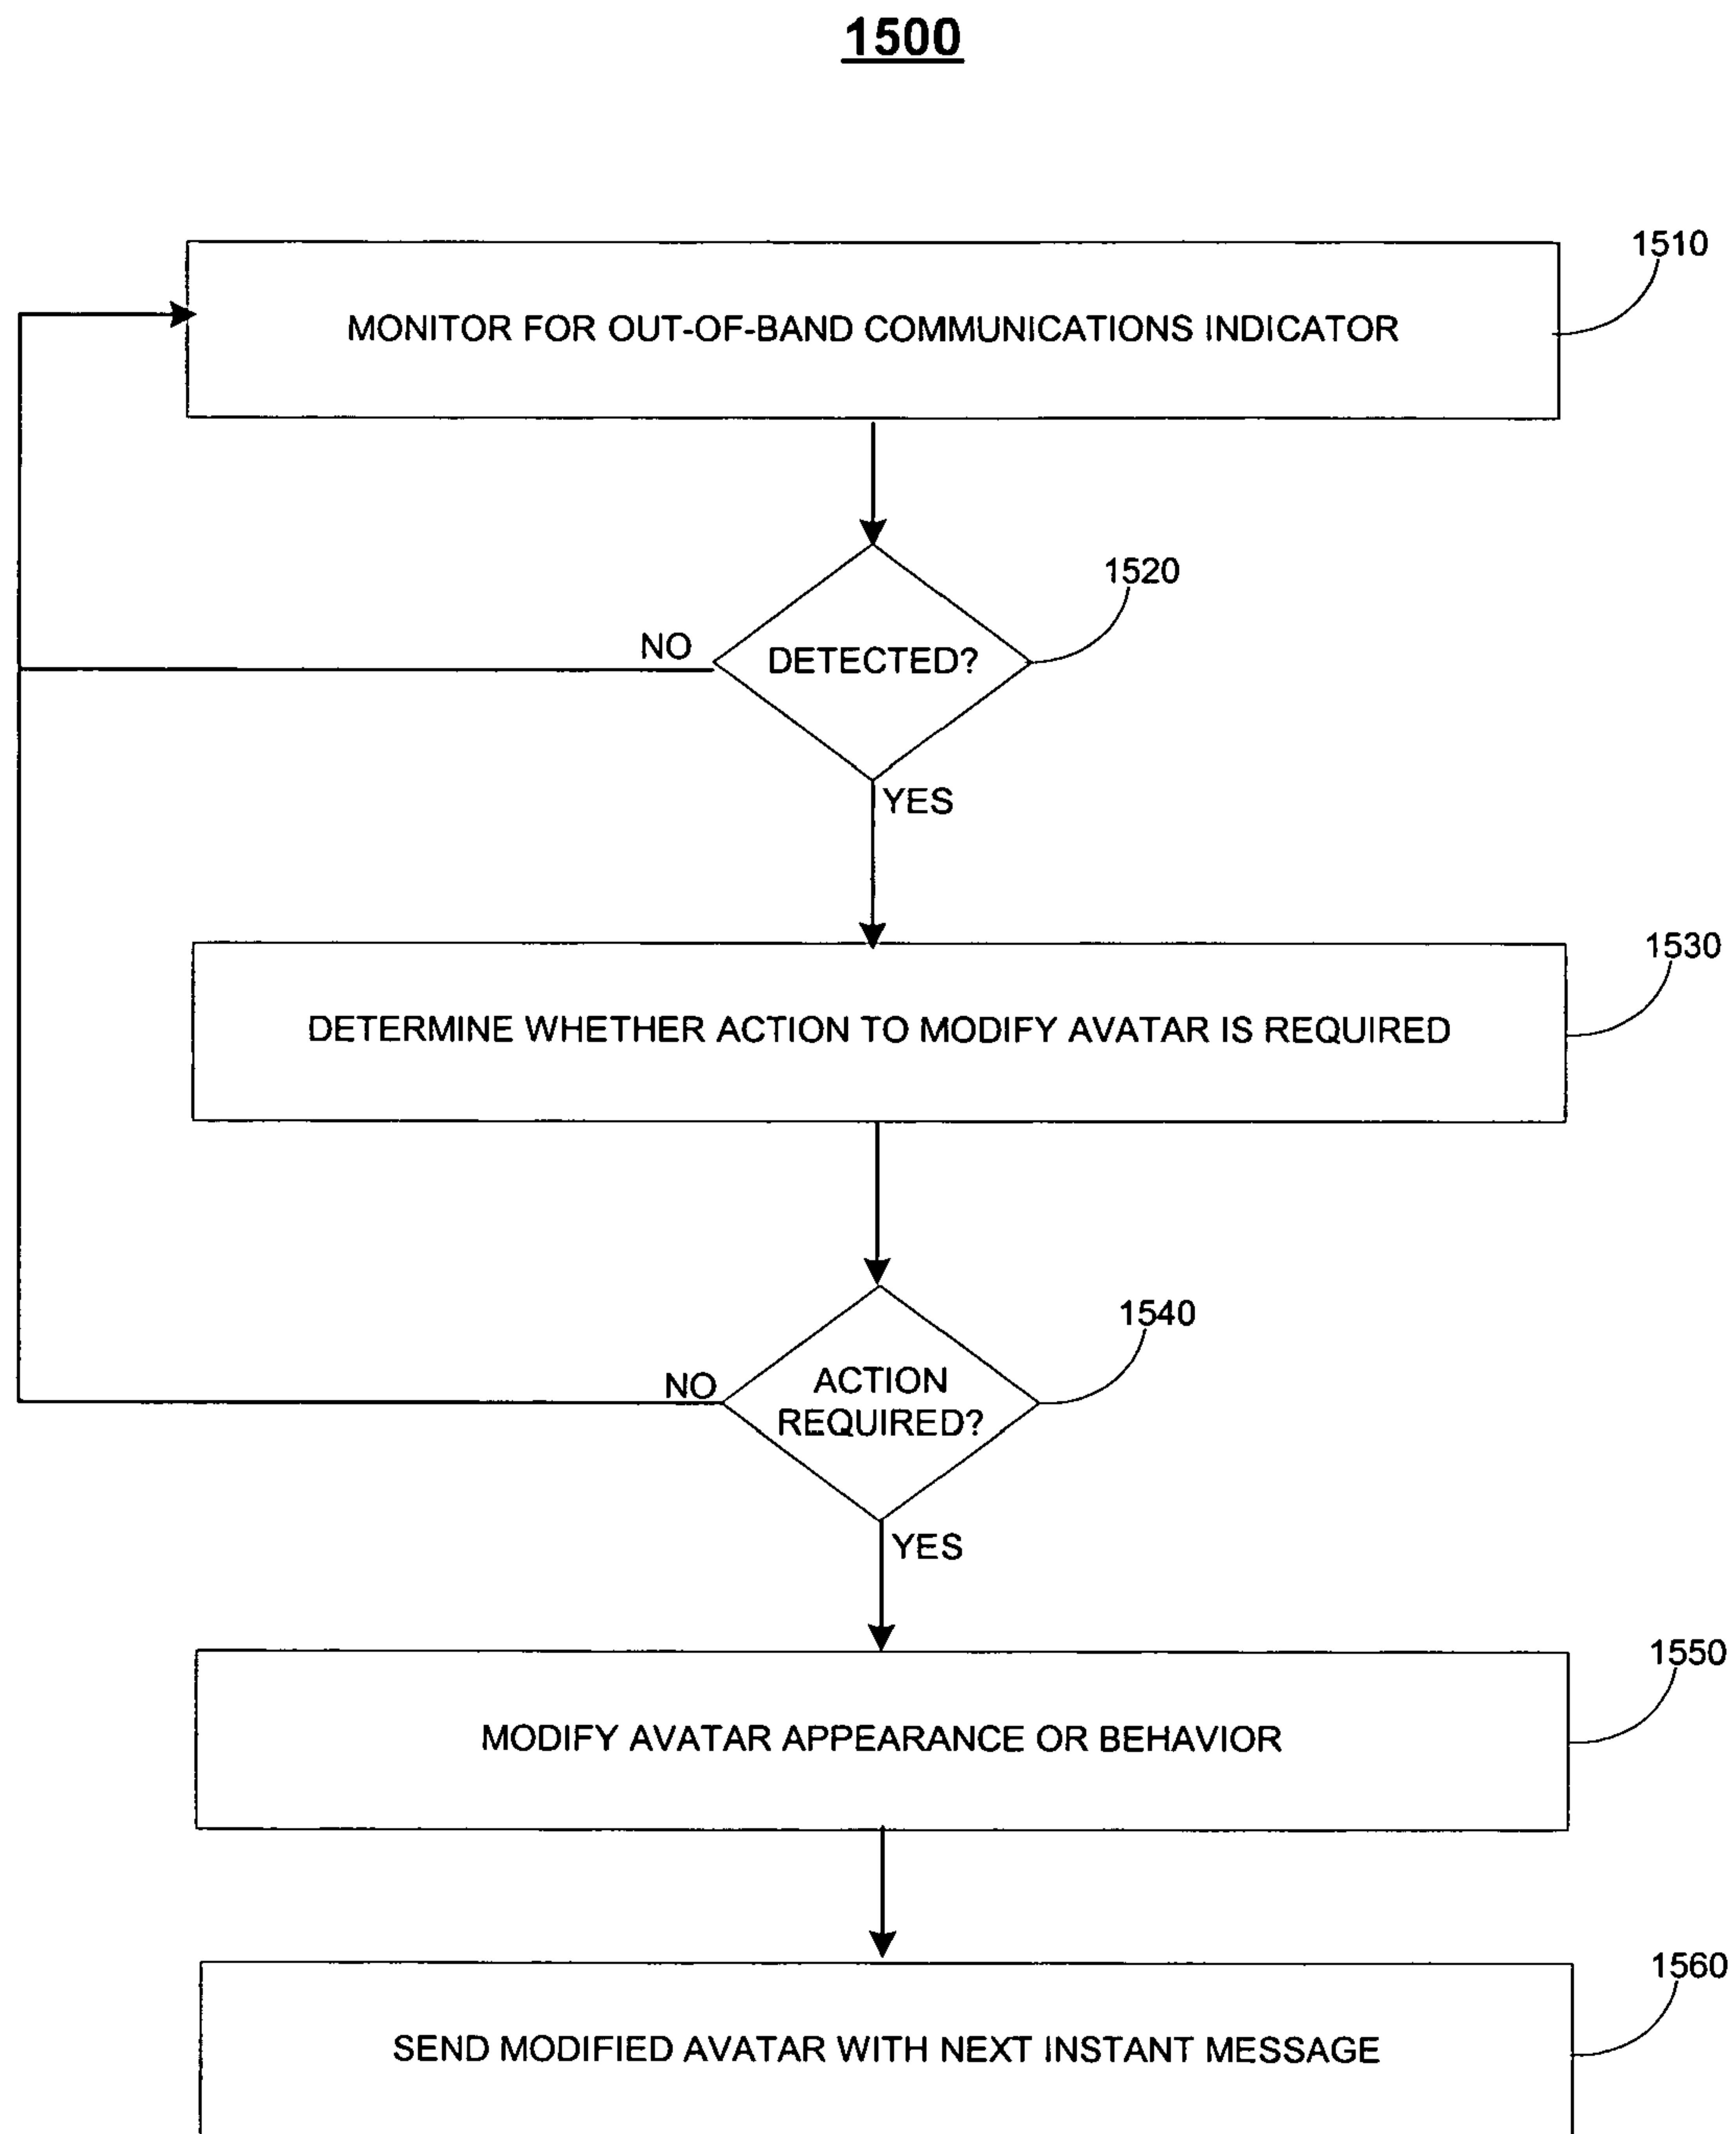 1500
1510
MONITOR FOR OUT-OF-BAND COMMUNICATIONS INDICATOR
1520
NO
DETECTED?
YES
1530
DETERMINE WHETHER ACTION TO MODIFY AVATAR IS REQUIRED
1540
NO
ACTION
REQUIRED?
YES
1550
MODIFY AVATAR APPEARANCE OR BEHAVIOR
1560
SEND MODIFIED AVATAR WITH NEXT INSTANT MESSAGE